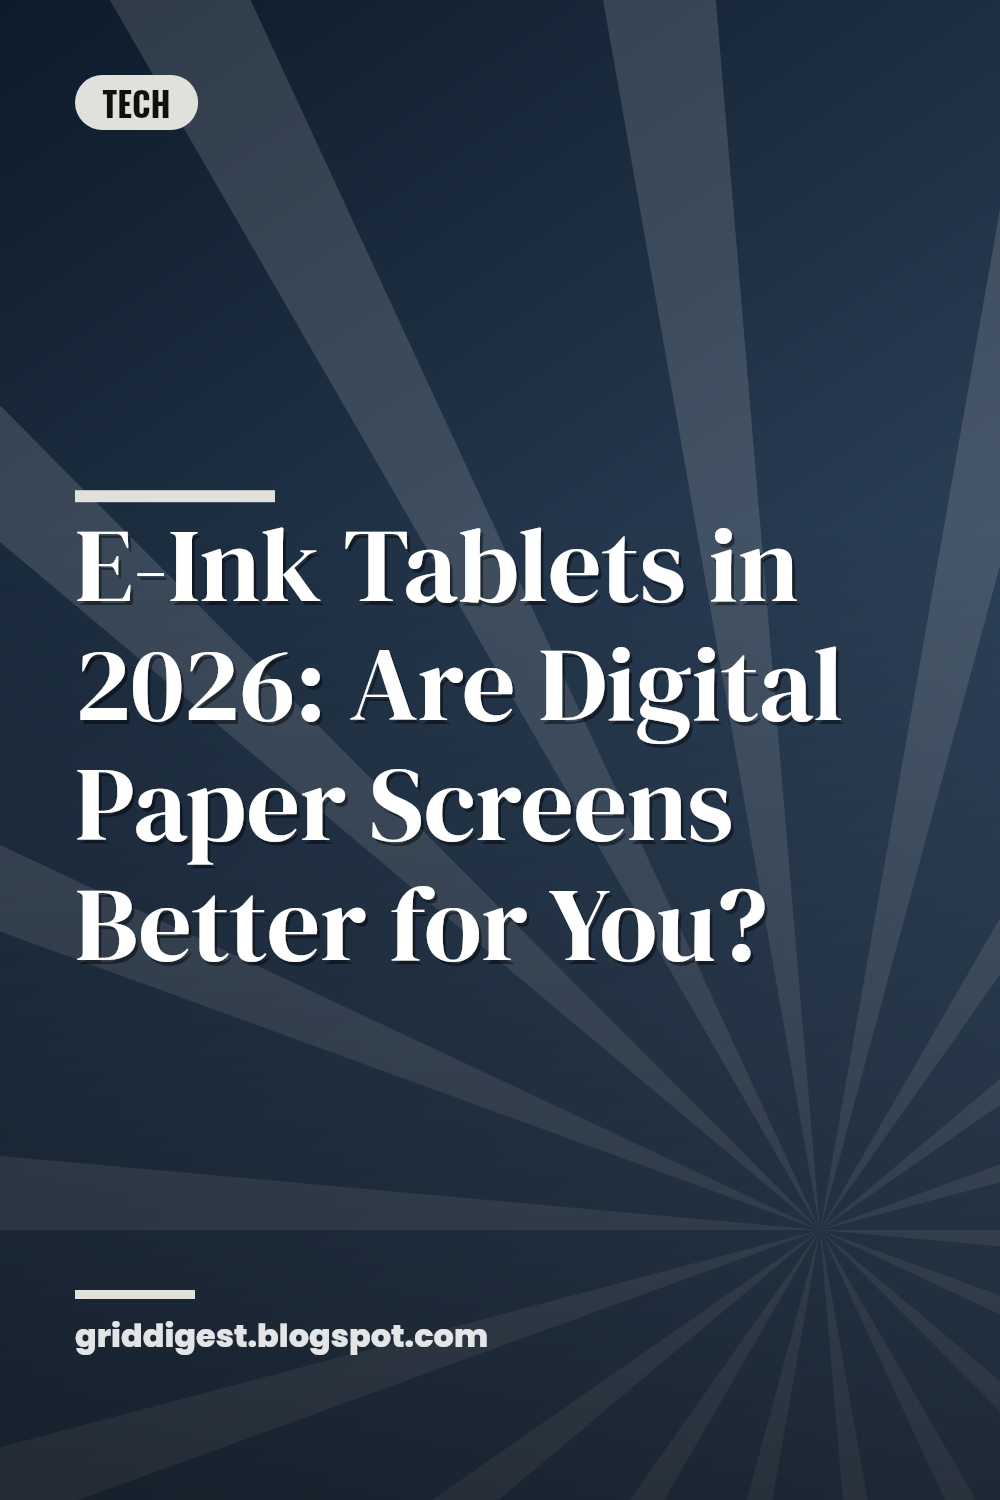 TECH
E-Ink Tablets in
2026: Are Digital
Paper Screens
Better for You?
griddigest.blogspot.com